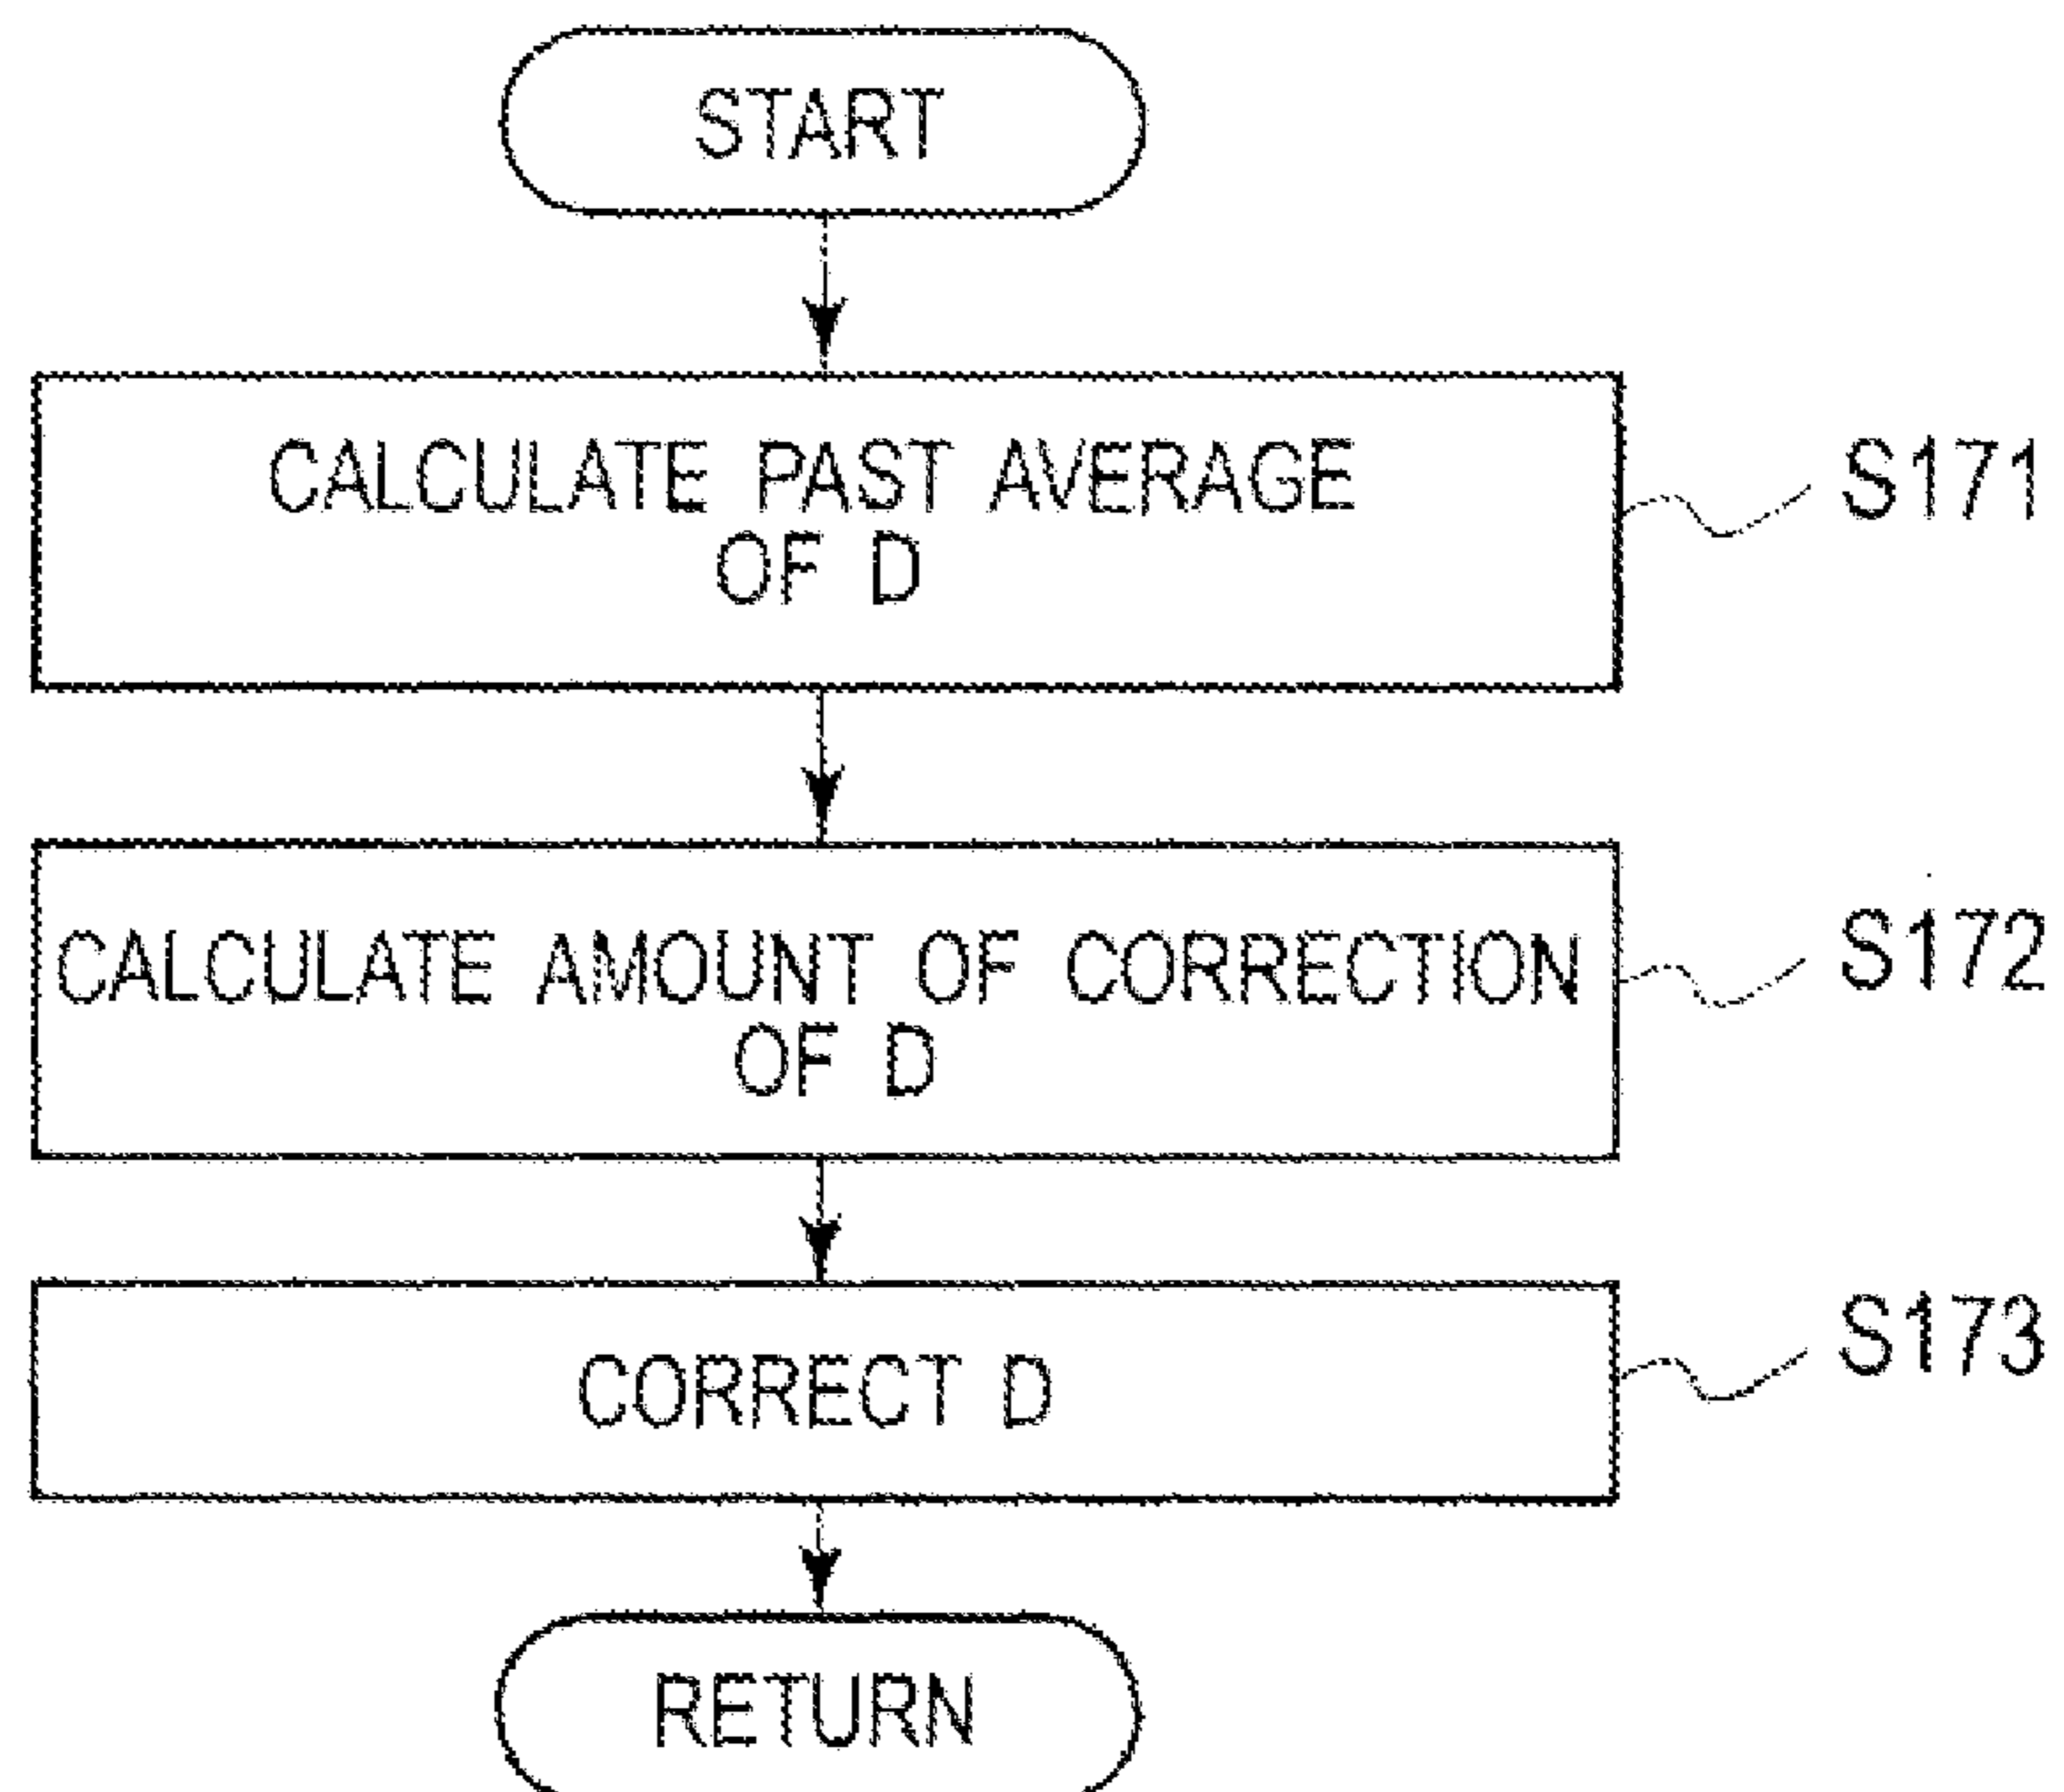 START
CALCULATE PAST AVERAGE
OF D
S171
CALCULATE AMOUNT OF CORRECTION
OF D
S172
CORRECT D
S173
RETURN